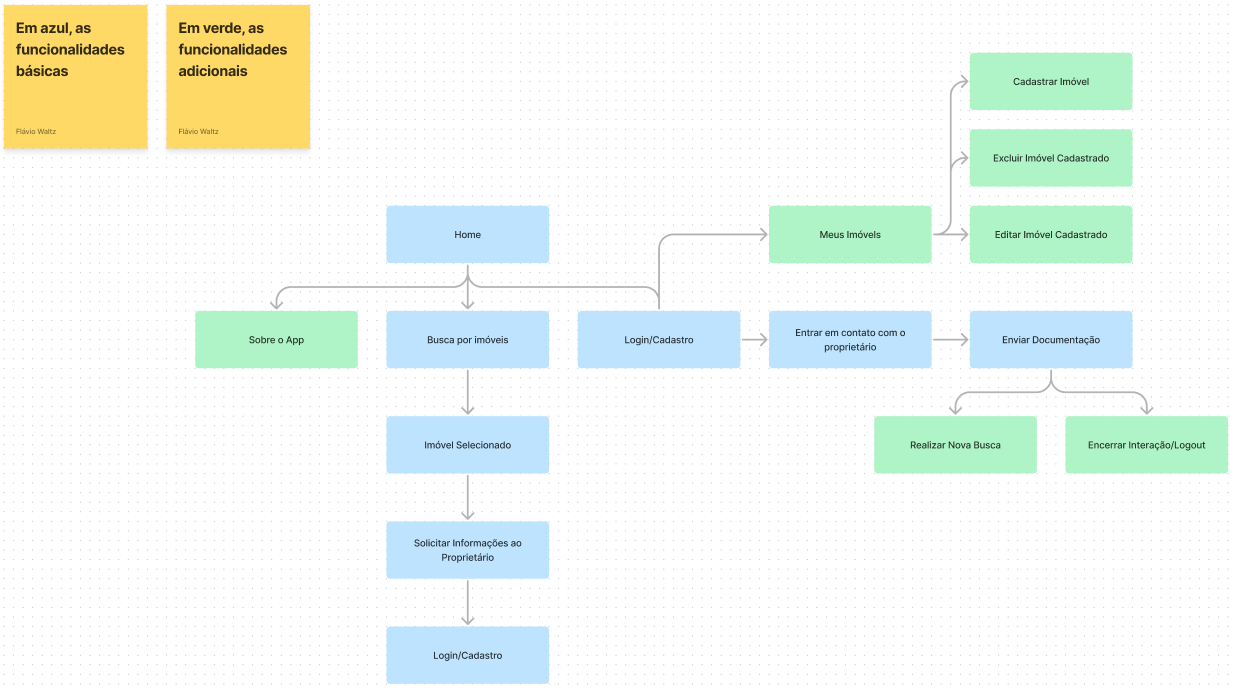 Em azul, as
funcionalidades
básicas
Flávio Waltz
Em verde, as
funcionalidades
adicionais
Flávio Waltz
Cadastrar Imóvel
Excluir Imóvel Cadastrado
Home
Meus Imóvels
Editar Imóvel Cadastrado
Sobre o App
Busca por imóveis
Login/Cadastro
Entrar em contato com o
proprietário
Enviar Documentação
Imóvel Selecionado
Realizar Nova Busca
Encerrar Interação/Logout
Solicitar Informações ao
Proprietário
Login/Cadastro